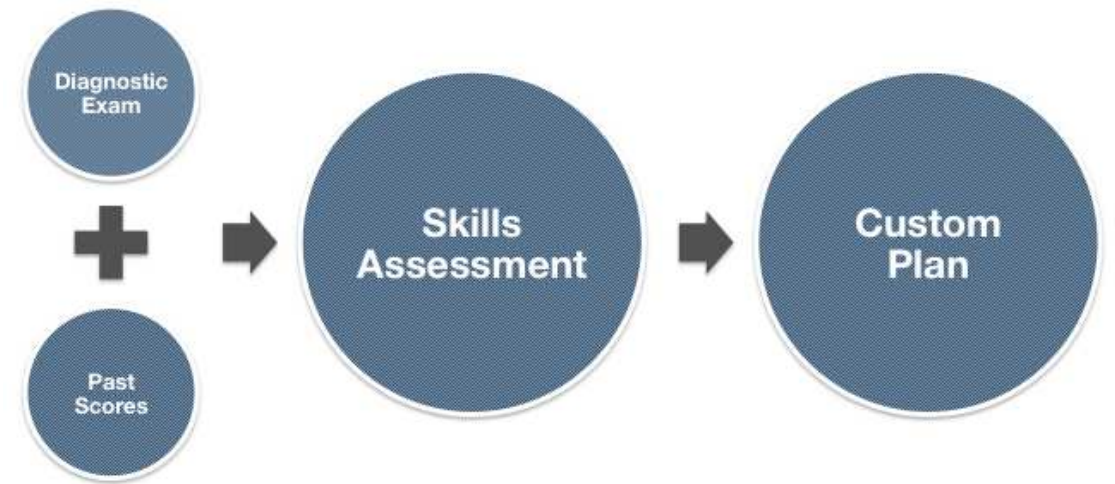 Diagnostic
Exam
Past
Scores
Skills
Assessment
Custom
Plan